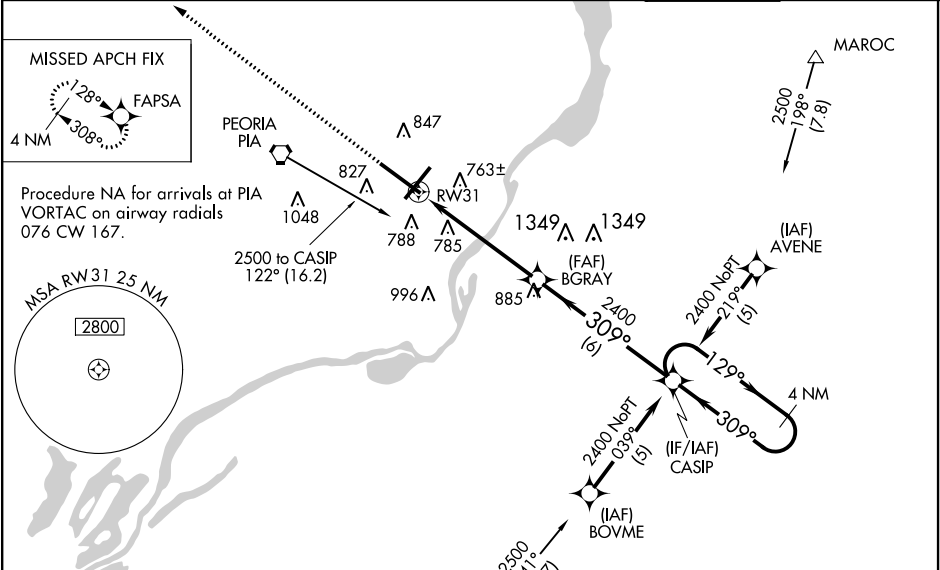 MISSED APCH FIX
128°
FAPSA
308°
4 NM
PEORIA
PIA
847
827
763±
RW31
1048
788
785
Procedure NA for arrivals at PIA
VORTAC on airway radials
076 CW 167.
2500 to CASIP
122° (16.2)
1349
1349
996
885
(FAF)
BGRAY
MAROC
2500
198°
(7.8)
(IAF)
AVENE
2400 NoPT
219°
(5)
2400
309°
(6)
MSA RW31 25 NM
2800
129°
4 NM
309°
(IF/IAF)
CASIP
2400 NoPT
039°
(5)
(IAF)
BOVME
2500